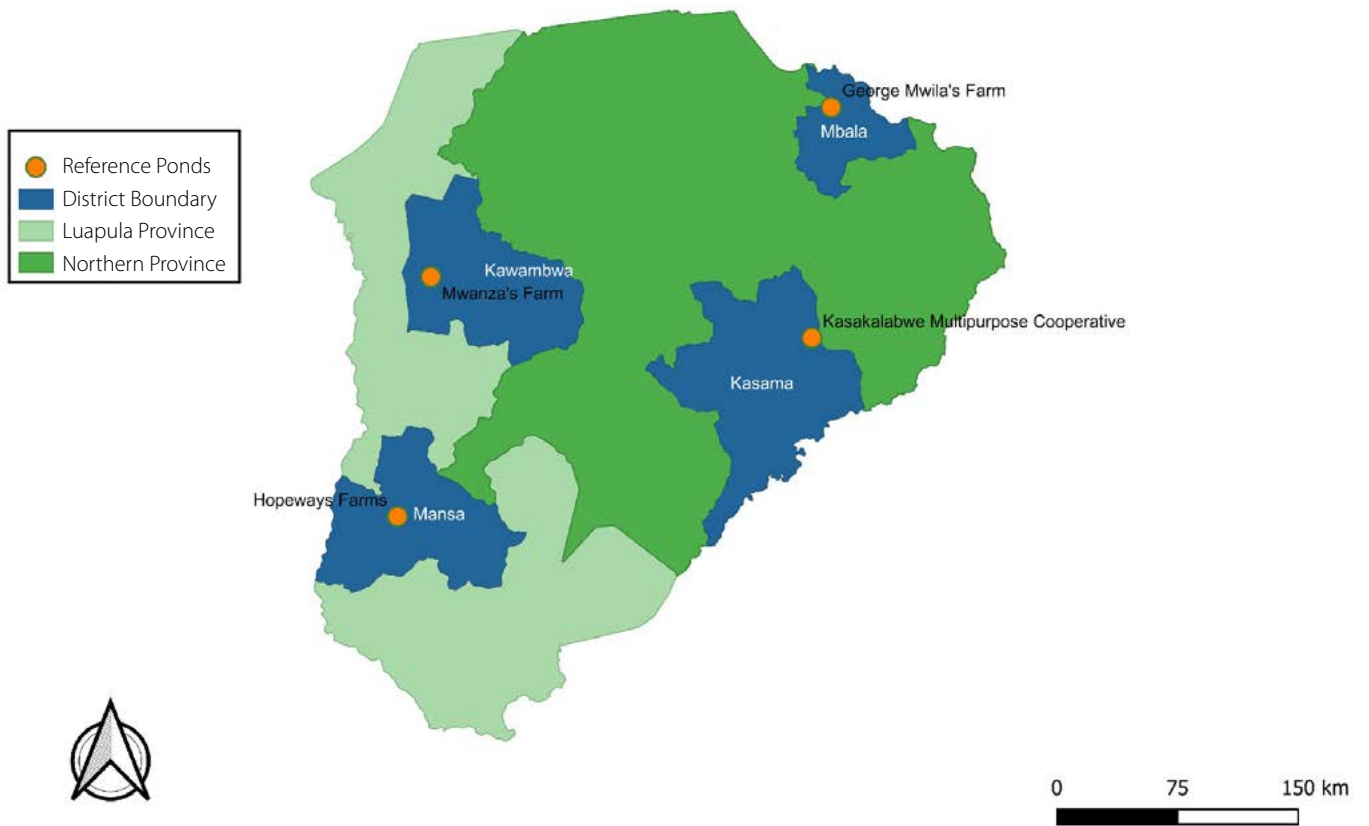 Reference Ponds
District Boundary
Luapula Province
Northern Province
George Mwila's Farm
Mbala
Kawambwa
Mwanza's Farm
Kasakalabwe Multipurpose Cooperative
Kasama
Hopeways Farms
Mansa
0 75 150 km